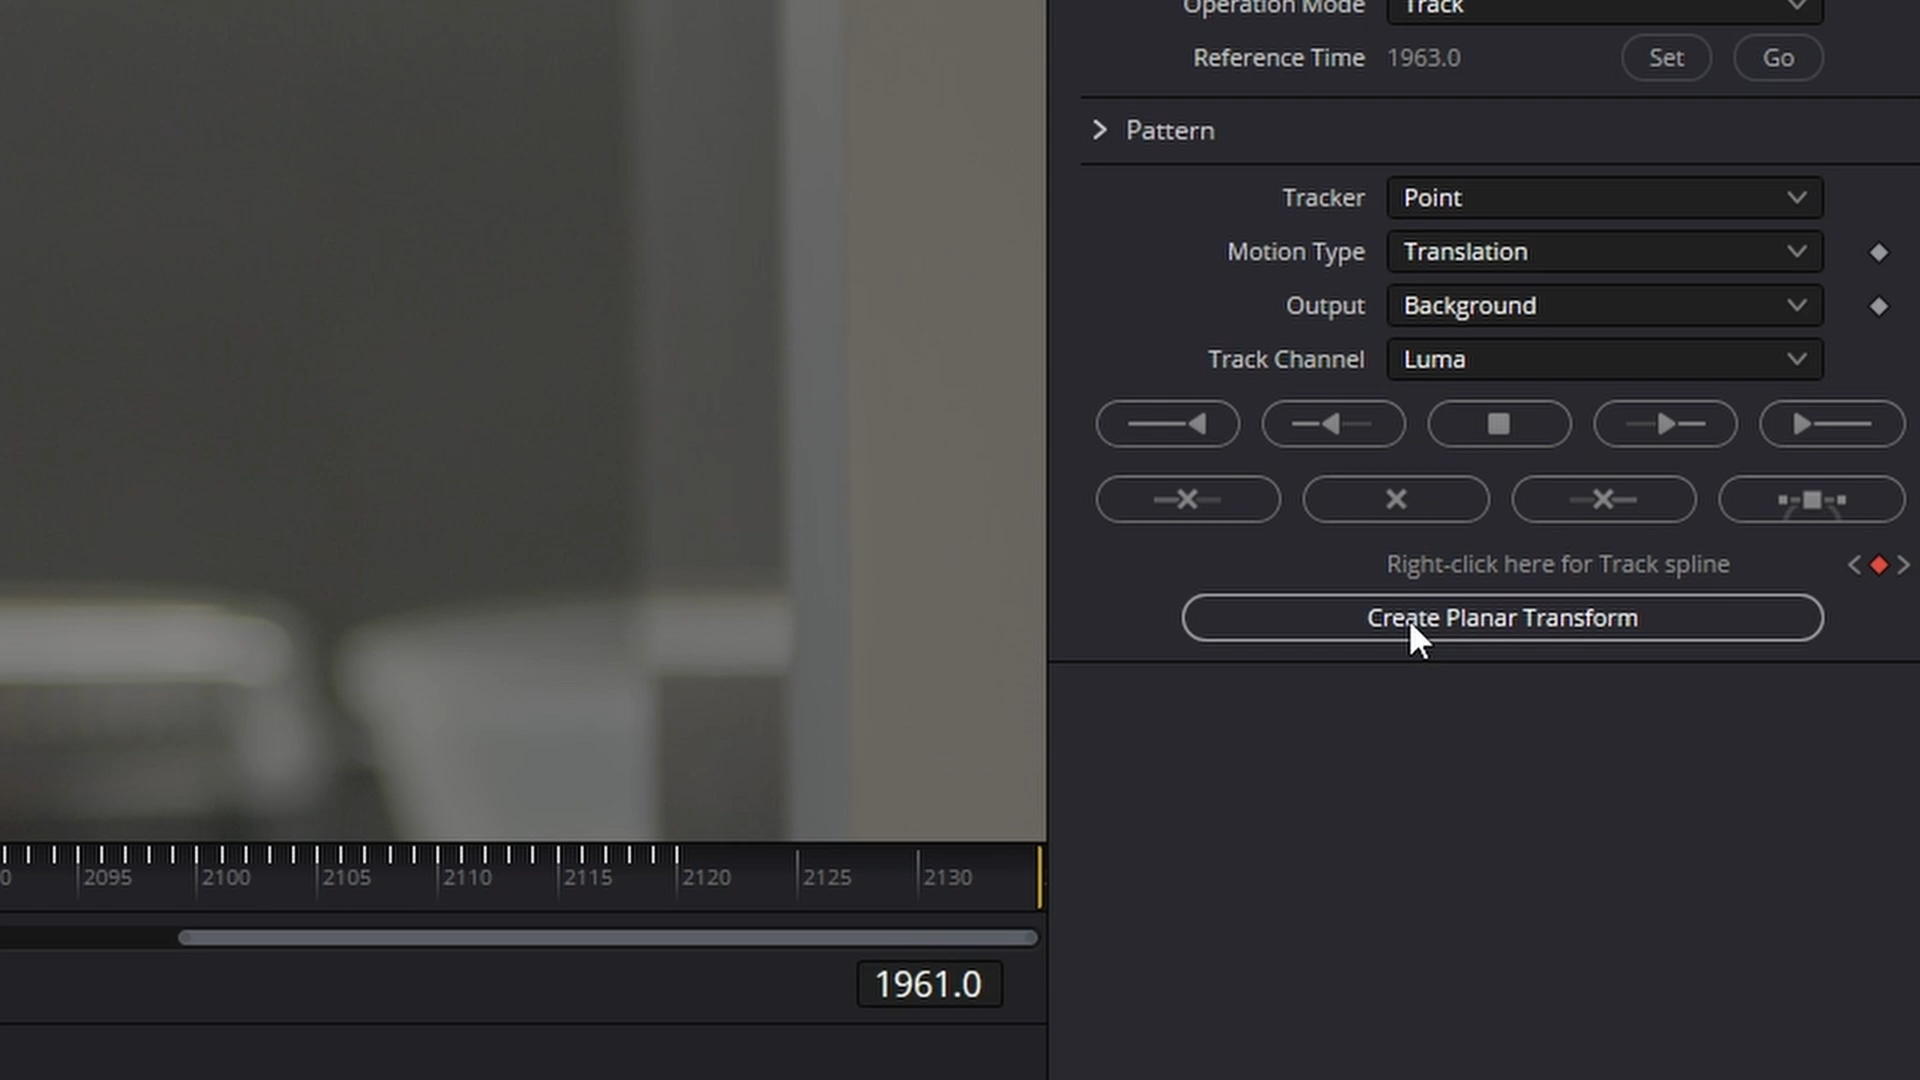 Operation Mode Track
Reference Time 1963.0 Set Go
Pattern
Tracker Point
Motion Type Translation
Output Background
Track Channel Luma
Right-click here for Track spline
Create Planar Transform
0 2095 2100 2105 2110 2115 2120 2125 2130
1961.0